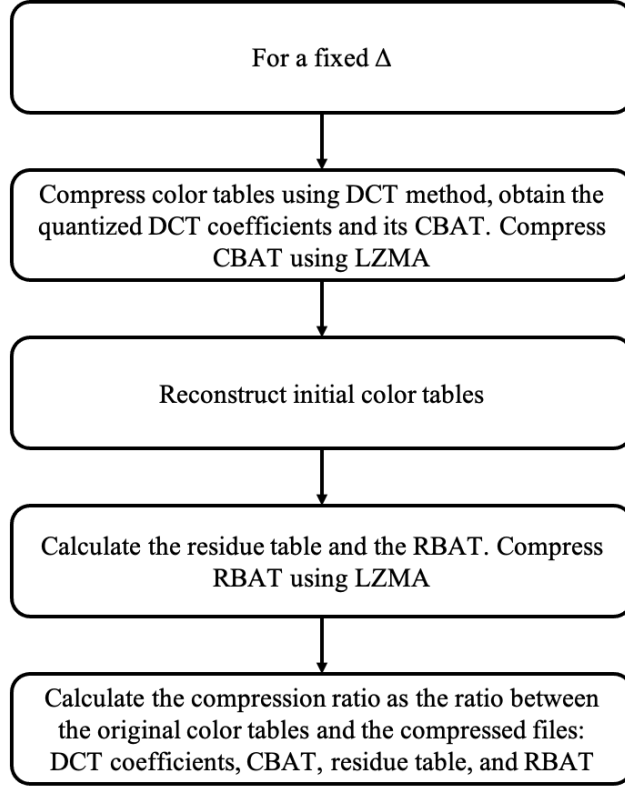 For a fixed Δ
Compress color tables using DCT method, obtain the
quantized DCT coefficients and its CBAT. Compress
CBAT using LZMA
Reconstruct initial color tables
Calculate the residue table and the RBAT. Compress
RBAT using LZMA
Calculate the compression ratio as the ratio between
the original color tables and the compressed files:
DCT coefficients, CBAT, residue table, and RBAT